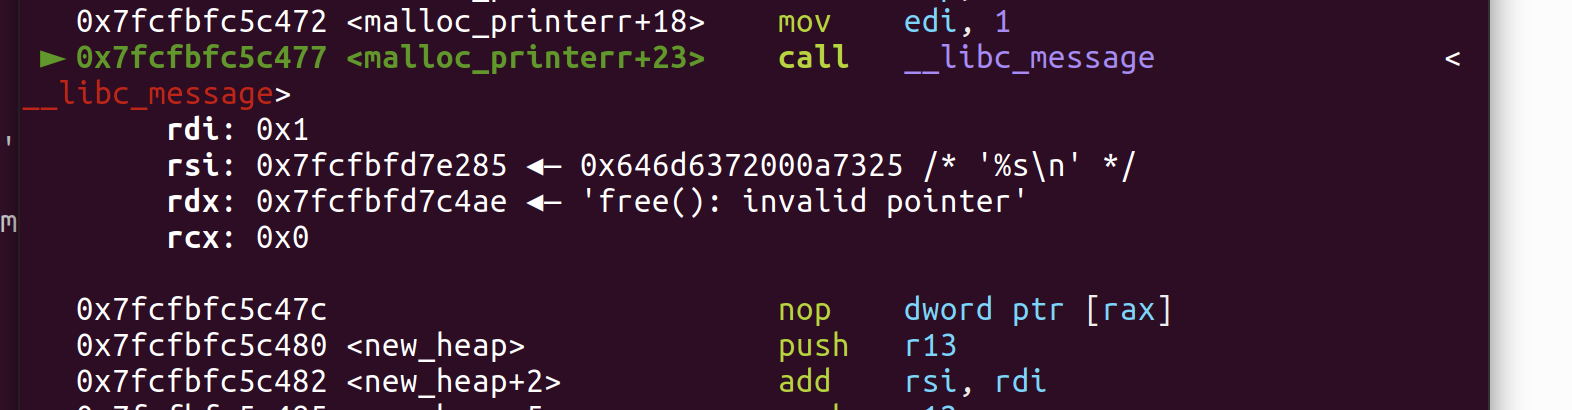 0x7fcfbfc5c472 <malloc_printerr+18> mov edi, 1
► 0x7fcfbfc5c477 <malloc_printerr+23> call __libc_message <
__libc_message>
rdi: 0x1
' rsi: 0x7fcfbfd7e285 ◄— 0x646d6372000a7325 /* '%s\n' */
rdx: 0x7fcfbfd7c4ae ◄— 'free(): invalid pointer'
m rcx: 0x0
0x7fcfbfc5c47c nop dword ptr [rax]
0x7fcfbfc5c480 <new_heap> push r13
0x7fcfbfc5c482 <new_heap+2> add rsi, rdi